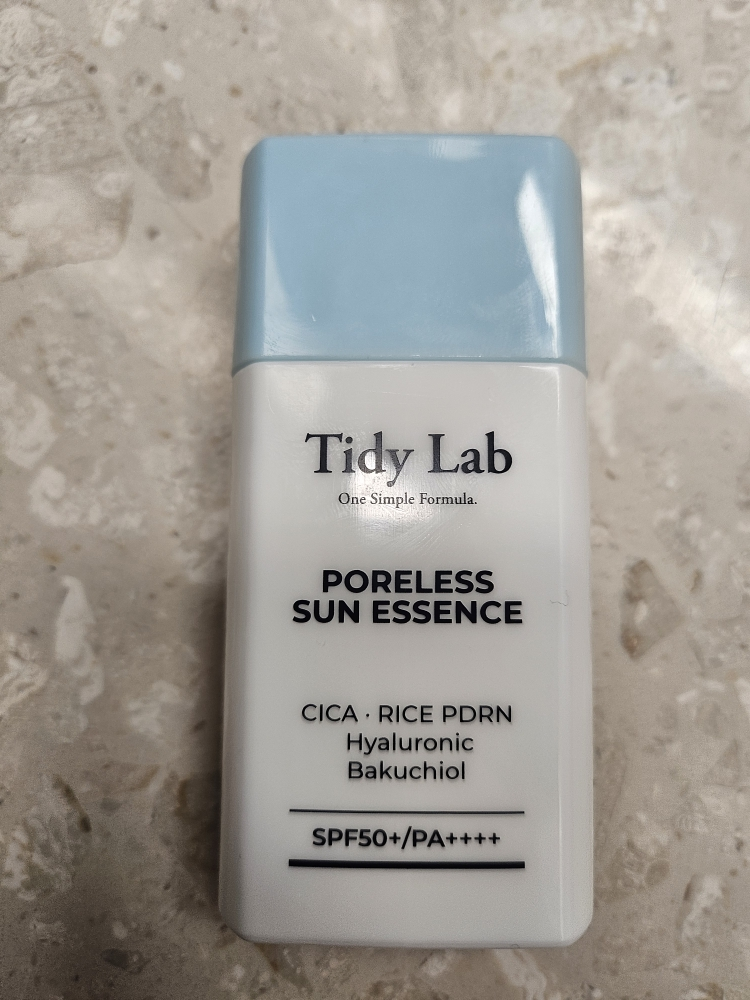 Tidy Lab
One Simple Formula.
PORELESS
SUN ESSENCE
CICA · RICE PDRN
Hyaluronic
Bakuchiol
SPF50+/PA++++